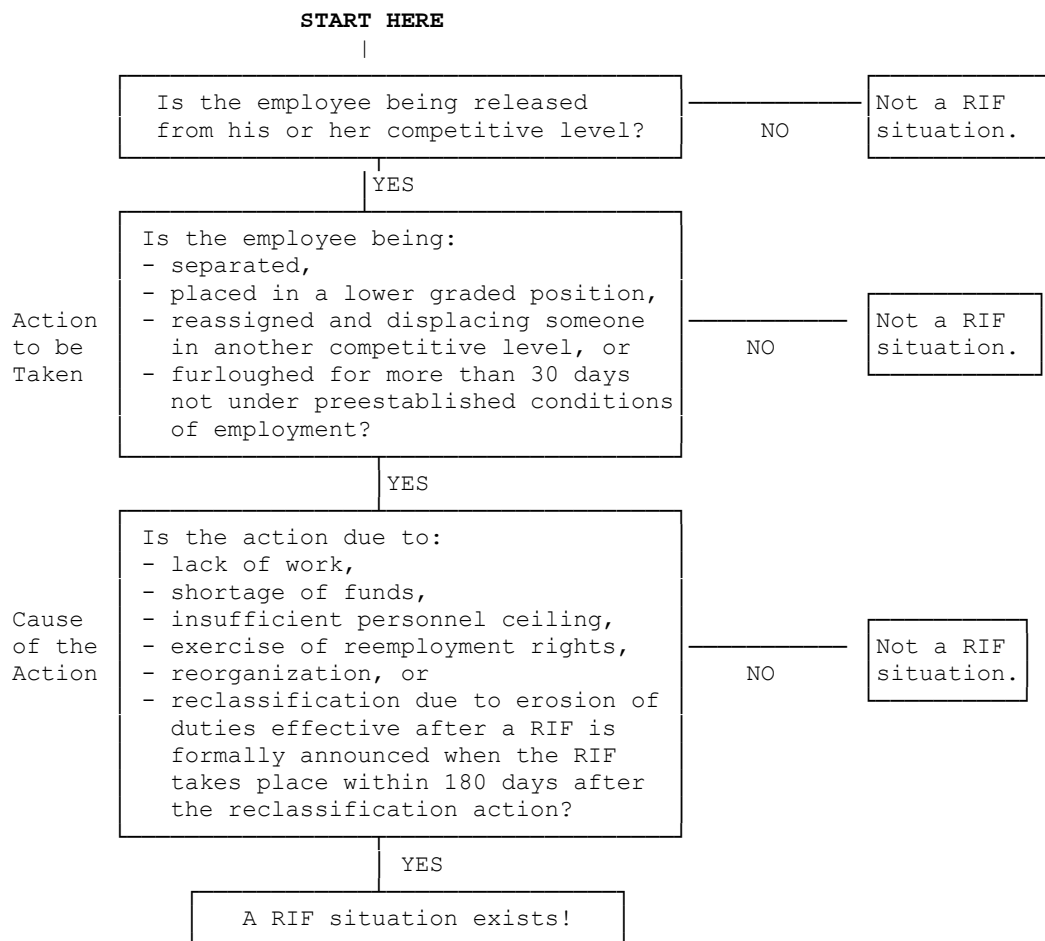 START HERE
Is the employee being released
from his or her competitive level?
NO
Not a RIF
situation.
YES
Action
to be
Taken
Is the employee being:
- separated,
- placed in a lower graded position,
- reassigned and displacing someone
in another competitive level, or
- furloughed for more than 30 days
not under preestablished conditions
of employment?
NO
Not a RIF
situation.
YES
Cause
of the
Action
Is the action due to:
- lack of work,
- shortage of funds,
- insufficient personnel ceiling,
- exercise of reemployment rights,
- reorganization, or
- reclassification due to erosion of
duties effective after a RIF is
formally announced when the RIF
takes place within 180 days after
the reclassification action?
NO
Not a RIF
situation.
YES
A RIF situation exists!